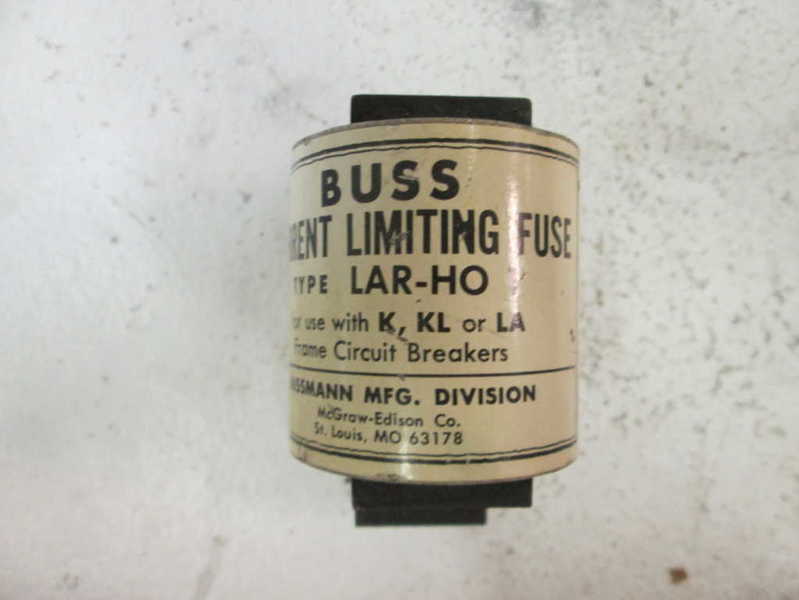 BUSS
RENT LIMITING FUSE
TYPE LAR-HO
or use with K, KL or LA
Frame Circuit Breakers
SSMANN MFG. DIVISION
McGraw-Edison Co.
St. Louis, MO 63178